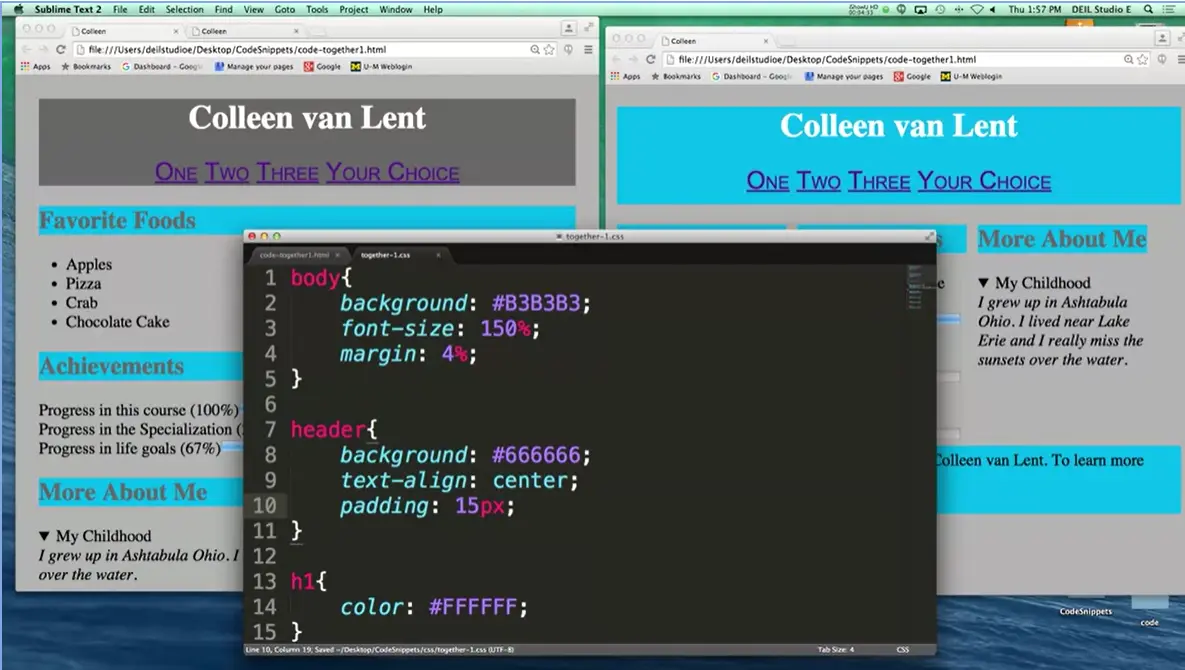 Sublime Text 2 File Edit Selection Find View Goto Tools Project Window Help
Thu 1:57 PM DEIL Studio E
Colleen
Colleen
file:///Users/deilstudioe/Desktop/CodeSnippets/code-together1.html
Apps Bookmarks Dashboard - Googl Manage your pages Google U-M Weblogin
Colleen van Lent
One Two Three Your Choice
Favorite Foods
Apples
Pizza
Crab
Chocolate Cake
Achievements
Progress in this course (100%)
Progress in the Specialization (
Progress in life goals (67%)
More About Me
▼ My Childhood
I grew up in Ashtabula Ohio. I
over the water.
Colleen
file:///Users/deilstudioe/Desktop/CodeSnippets/code-together1.html
Apps Bookmarks Dashboard - Googl Manage your pages Google U-M Weblogin
Colleen van Lent
One Two Three Your Choice
More About Me
▼ My Childhood
I grew up in Ashtabula
Ohio. I lived near Lake
Erie and I really miss the
sunsets over the water.
Colleen van Lent. To learn more
together-1.css
code-together1.html together-1.css
1 body{
2 background: #B3B3B3;
3 font-size: 150%;
4 margin: 4%;
5 }
6
7 header{
8 background: #666666;
9 text-align: center;
10 padding: 15px;
11 }
12
13 h1{
14 color: #FFFFFF;
15 }
Line 10, Column 19; Saved ~/Desktop/CodeSnippets/css/together-1.css (UTF-8) Tab Size: 4 CSS
CodeSnippets
code